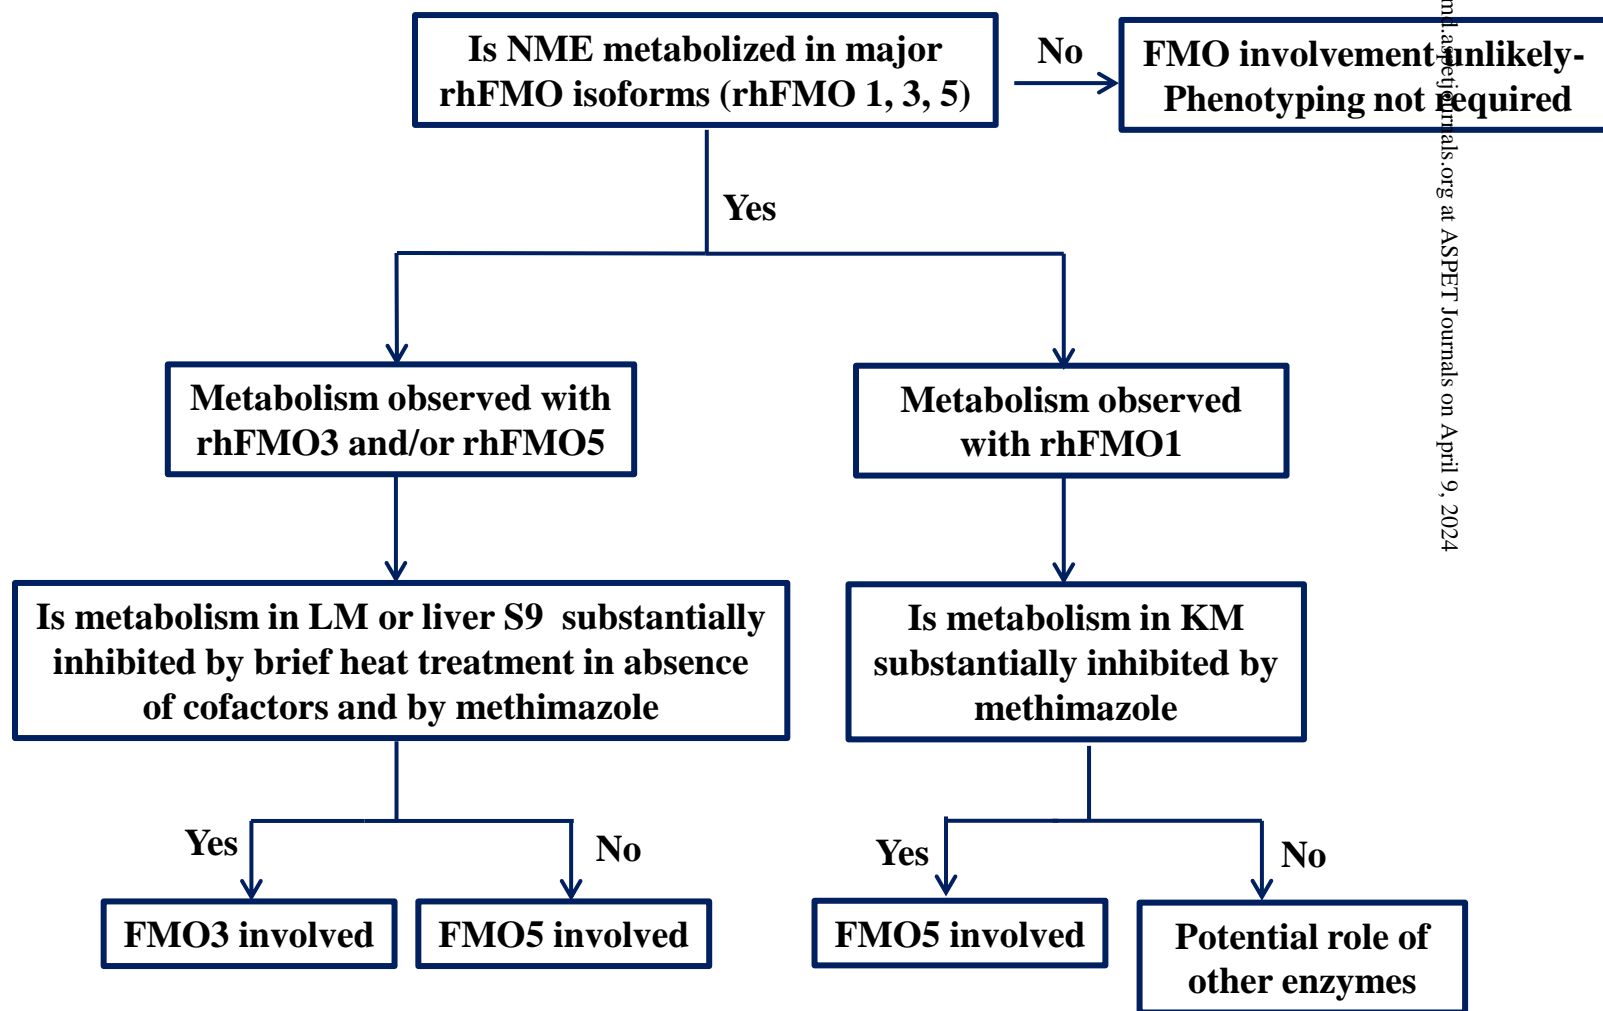 Is NME metabolized in major
rhFMO isoforms (rhFMO 1, 3, 5)
No
FMO involvement unlikely-
Phenotyping not required
Yes
Metabolism observed with
rhFMO3 and/or rhFMO5
Metabolism observed
with rhFMO1
Is metabolism in LM or liver S9 substantially
inhibited by brief heat treatment in absence
of cofactors and by methimazole
Is metabolism in KM
substantially inhibited by
methimazole
Yes
No
Yes
No
FMO3 involved
FMO5 involved
FMO5 involved
Potential role of
other enzymes
md.aspetjournals.org at ASPET Journals on April 9, 2024